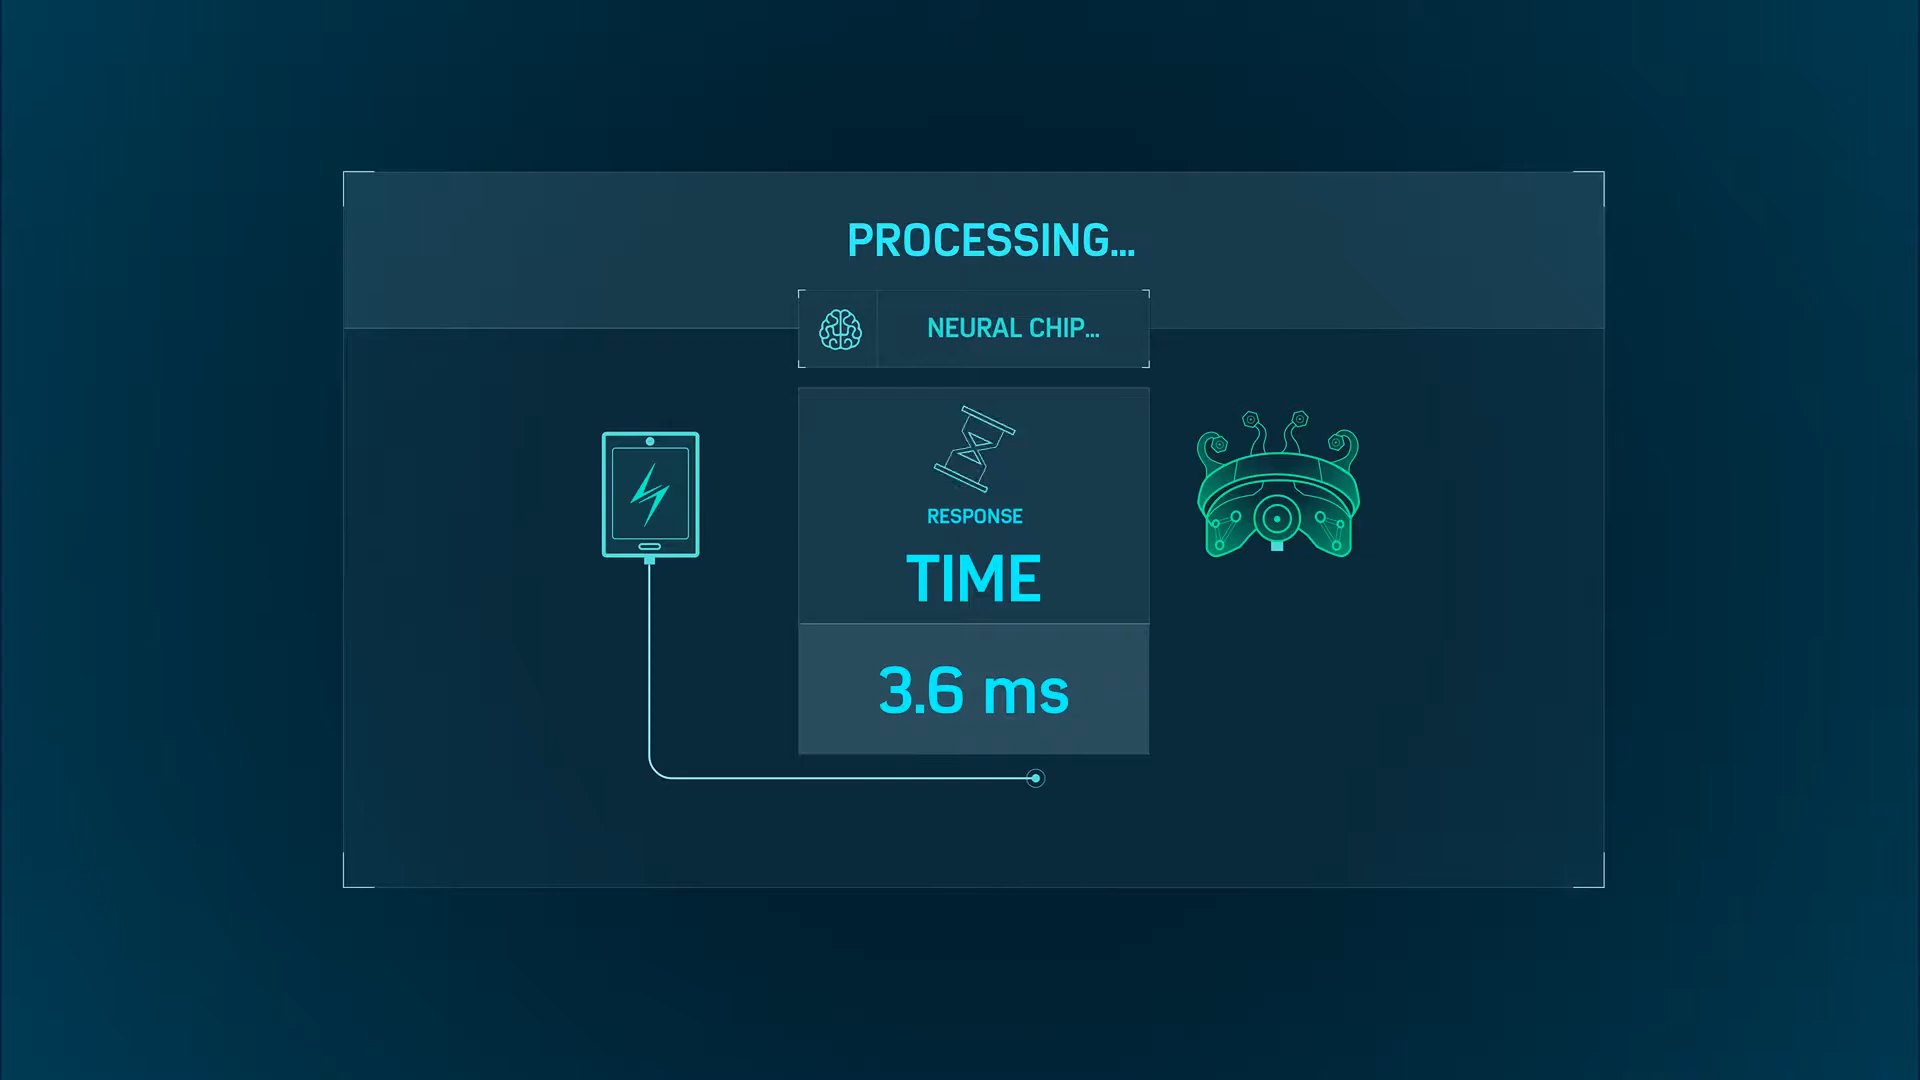 PROCESSING...
NEURAL CHIP...
RESPONSE
TIME
3.6 ms